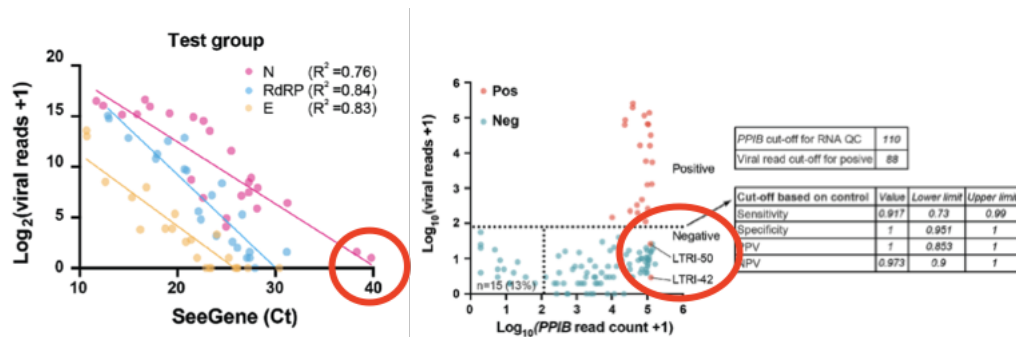 Test group
N (R2 =0.76)
RdRP (R2 =0.84)
E (R2 =0.83)
Log2(viral reads +1)
20
15
10
5
0
10 20 30 40
SeeGene (Ct)
Pos
Neg
Log10(viral reads +1)
6
5
4
3
2
1
0
Positive
Negative
LTRI-50
LTRI-42
n=15 (13%)
0 1 2 3 4 5 6
Log10(PPIB read count +1)
PPIB cut-off for RNA QC 110
Viral read cut-off for posive 88
Cut-off based on control Value Lower limit Upper limit
Sensitivity 0.917 0.73 0.99
Specificity 1 0.951 1
PPV 1 0.853 1
NPV 0.973 0.9 1